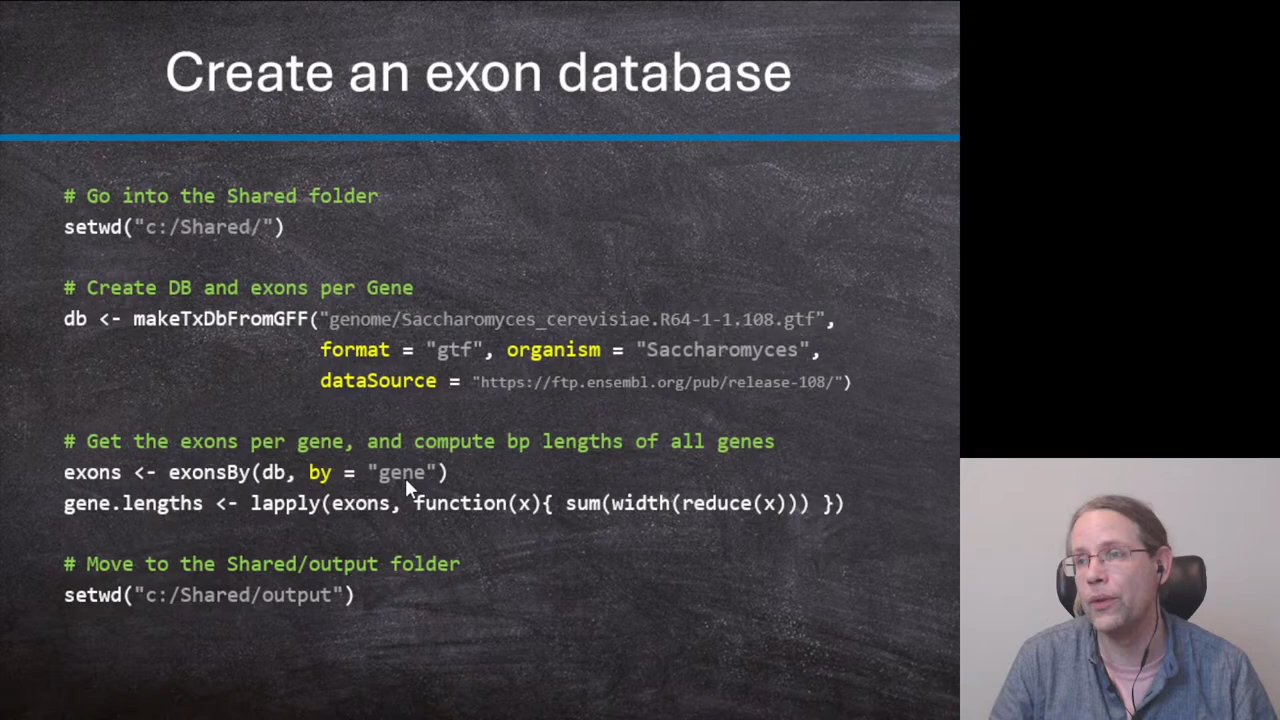 Create an exon database
# Go into the Shared folder
setwd("c:/Shared/")
# Create DB and exons per Gene
db <- makeTxDbFromGFF("genome/Saccharomyces_cerevisiae.R64-1-1.108.gtf",
format = "gtf", organism = "Saccharomyces",
dataSource = "https://ftp.ensembl.org/pub/release-108/")
# Get the exons per gene, and compute bp lengths of all genes
exons <- exonsBy(db, by = "gene")
gene.lengths <- lapply(exons, function(x){ sum(width(reduce(x))) })
# Move to the Shared/output folder
setwd("c:/Shared/output")